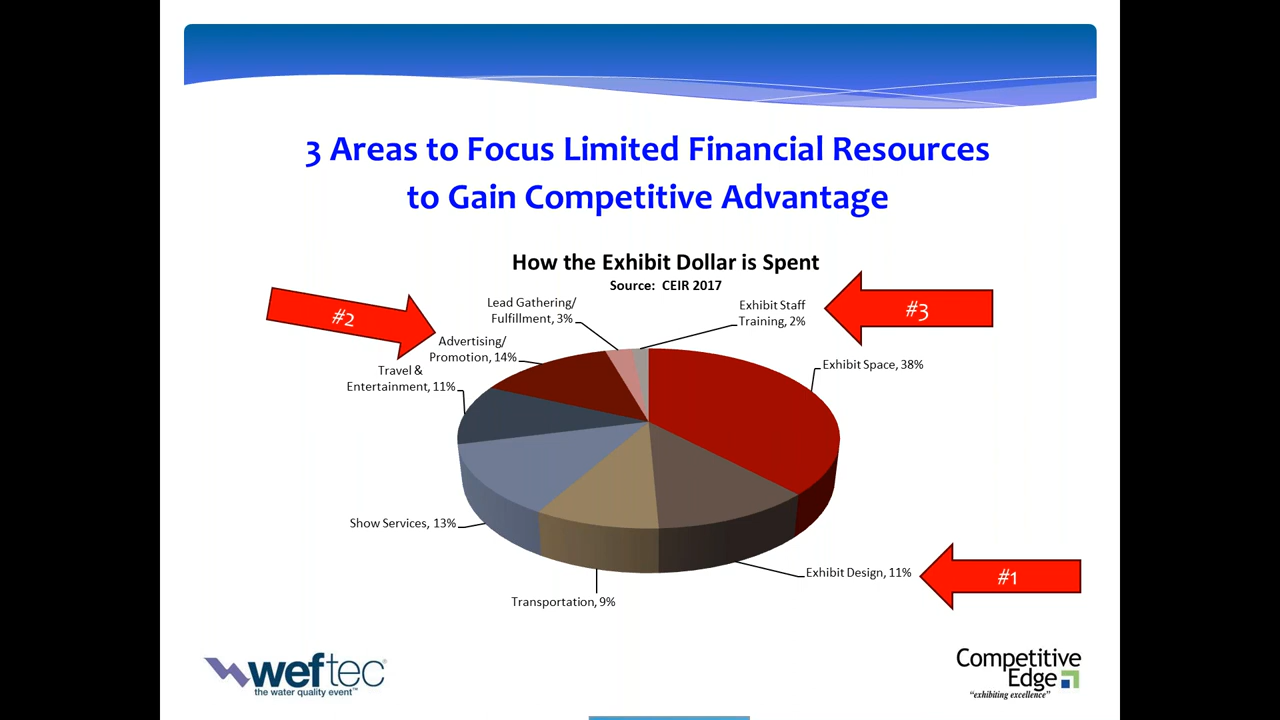 3 Areas to Focus Limited Financial Resources
to Gain Competitive Advantage
How the Exhibit Dollar is Spent
Source: CEIR 2017
#2
Lead Gathering/
Fulfillment, 3%
Exhibit Staff
Training, 2%
#3
Advertising/
Promotion, 14%
Travel &
Entertainment, 11%
Exhibit Space, 38%
Show Services, 13%
Exhibit Design, 11%
#1
Transportation, 9%
weftec®
the water quality event™
Competitive
Edge
"exhibiting excellence"